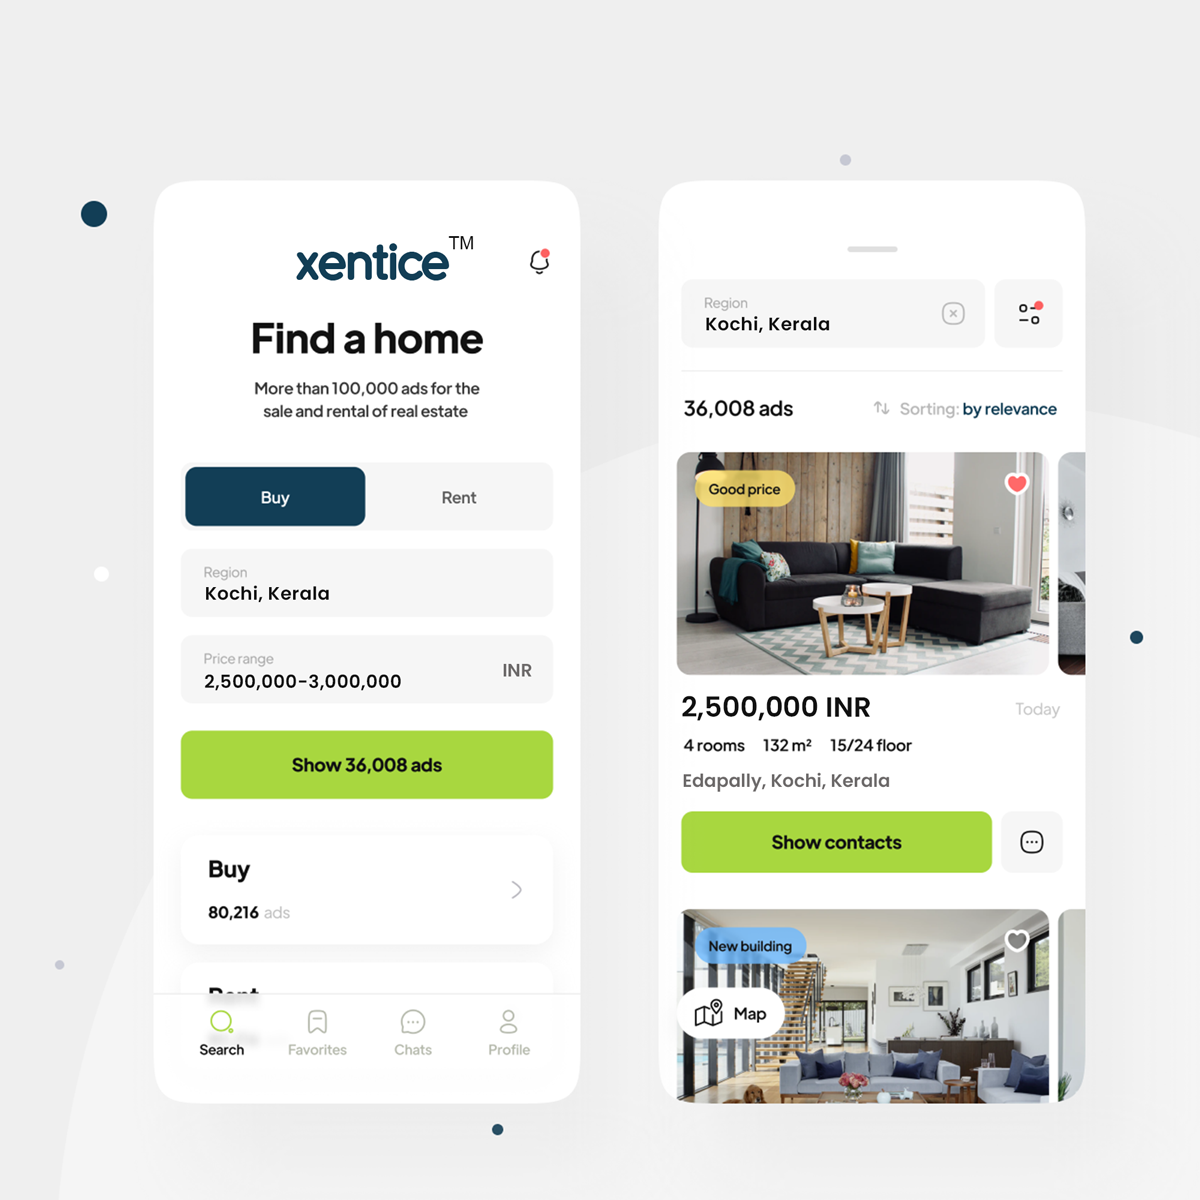 xentice™
Find a home
More than 100,000 ads for the
sale and rental of real estate
Buy
Rent
Region
Kochi, Kerala
Price range
2,500,000-3,000,000
INR
Show 36,008 ads
Buy
80,216 ads
Rent
Search
Favorites
Chats
Profile
Region
Kochi, Kerala
36,008 ads
Sorting: by relevance
Good price
2,500,000 INR
Today
4 rooms 132 m² 15/24 floor
Edapally, Kochi, Kerala
Show contacts
New building
Map